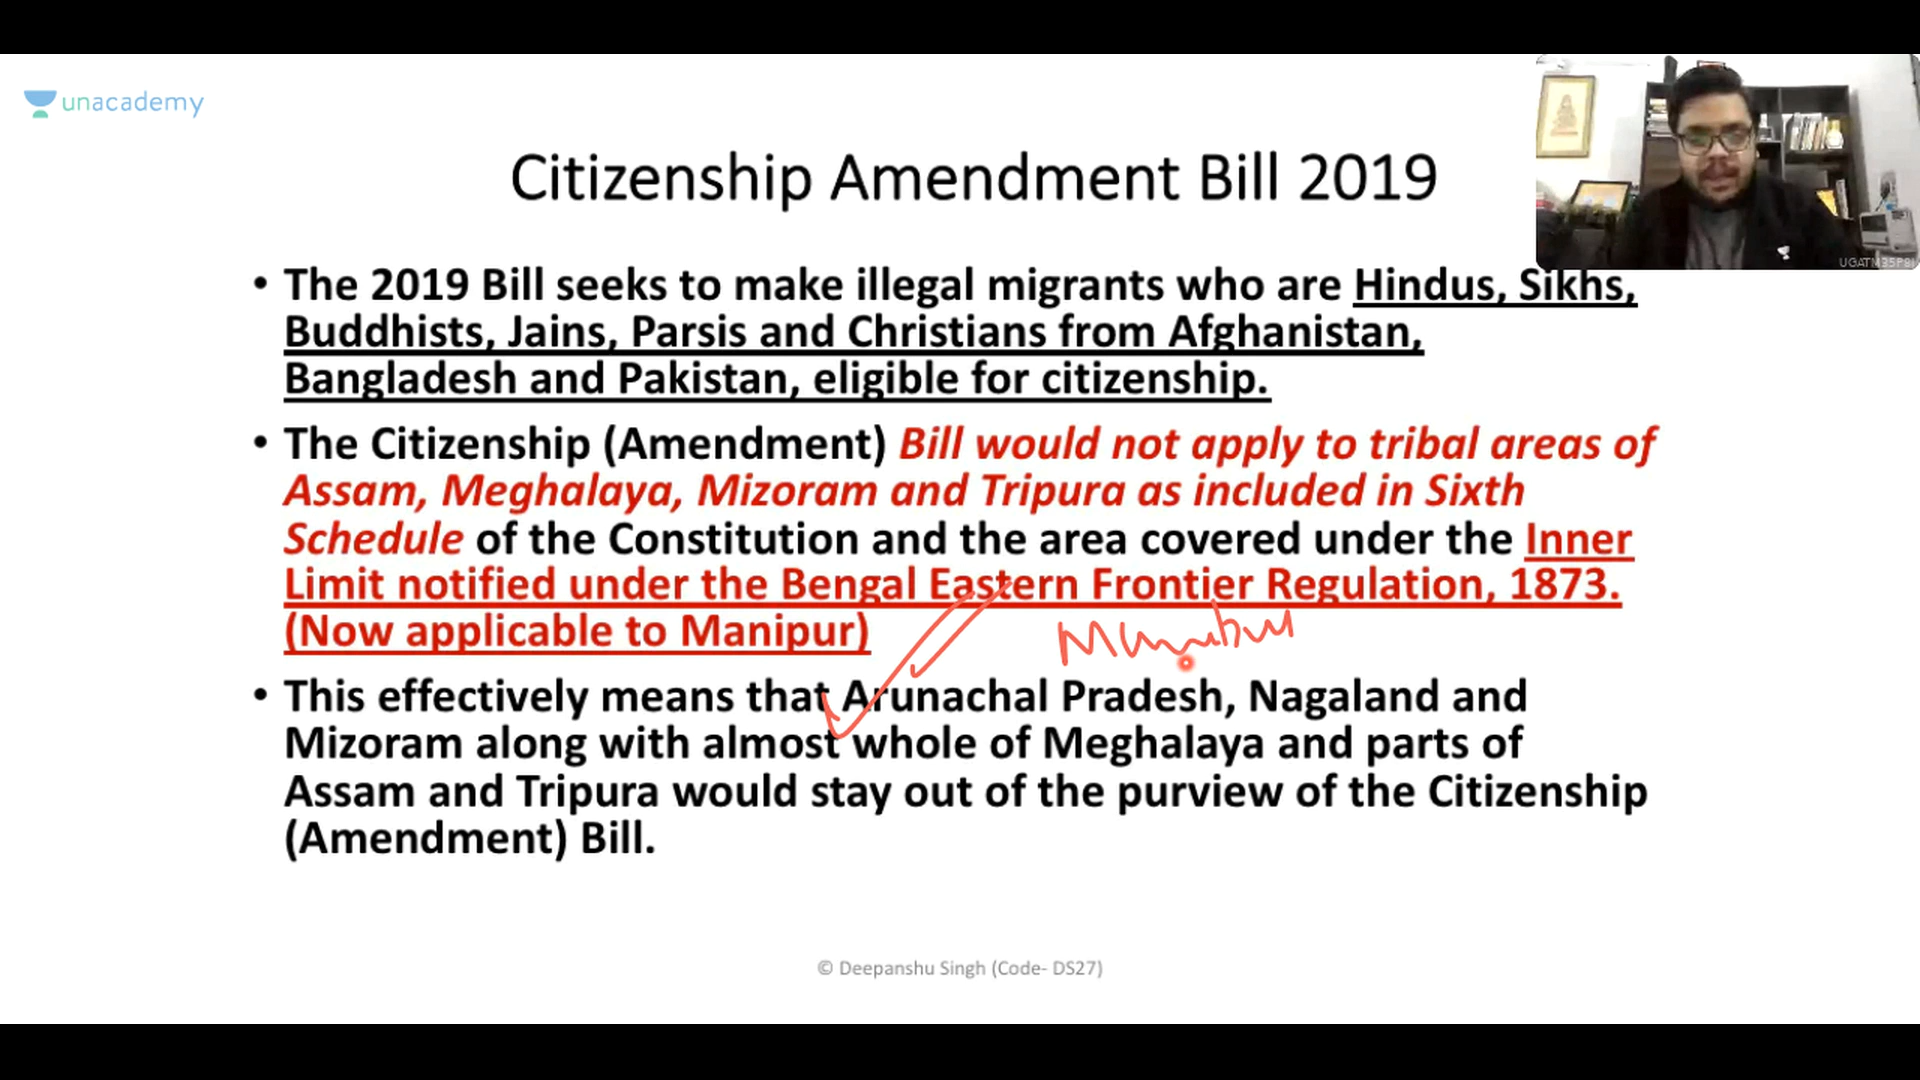 unacademy
Citizenship Amendment Bill 2019
UGATM35P8I
• The 2019 Bill seeks to make illegal migrants who are Hindus, Sikhs,
Buddhists, Jains, Parsis and Christians from Afghanistan,
Bangladesh and Pakistan, eligible for citizenship.
• The Citizenship (Amendment) Bill would not apply to tribal areas of
Assam, Meghalaya, Mizoram and Tripura as included in Sixth
Schedule of the Constitution and the area covered under the Inner
Limit notified under the Bengal Eastern Frontier Regulation, 1873.
(Now applicable to Manipur)
Manipur
• This effectively means that Arunachal Pradesh, Nagaland and
Mizoram along with almost whole of Meghalaya and parts of
Assam and Tripura would stay out of the purview of the Citizenship
(Amendment) Bill.
© Deepanshu Singh (Code- DS27)